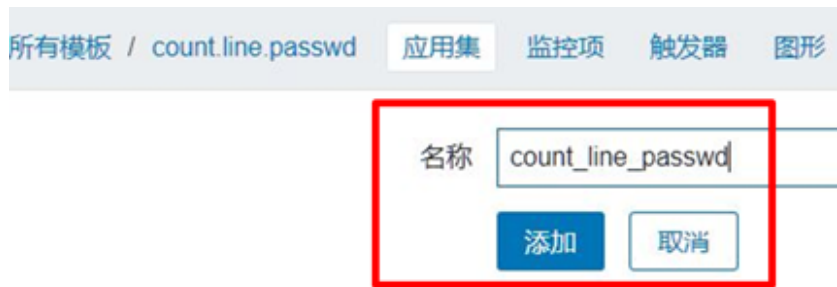 所有模板 / count.line.passwd 应用集 监控项 触发器 图形
名称 count_line_passwd
添加 取消